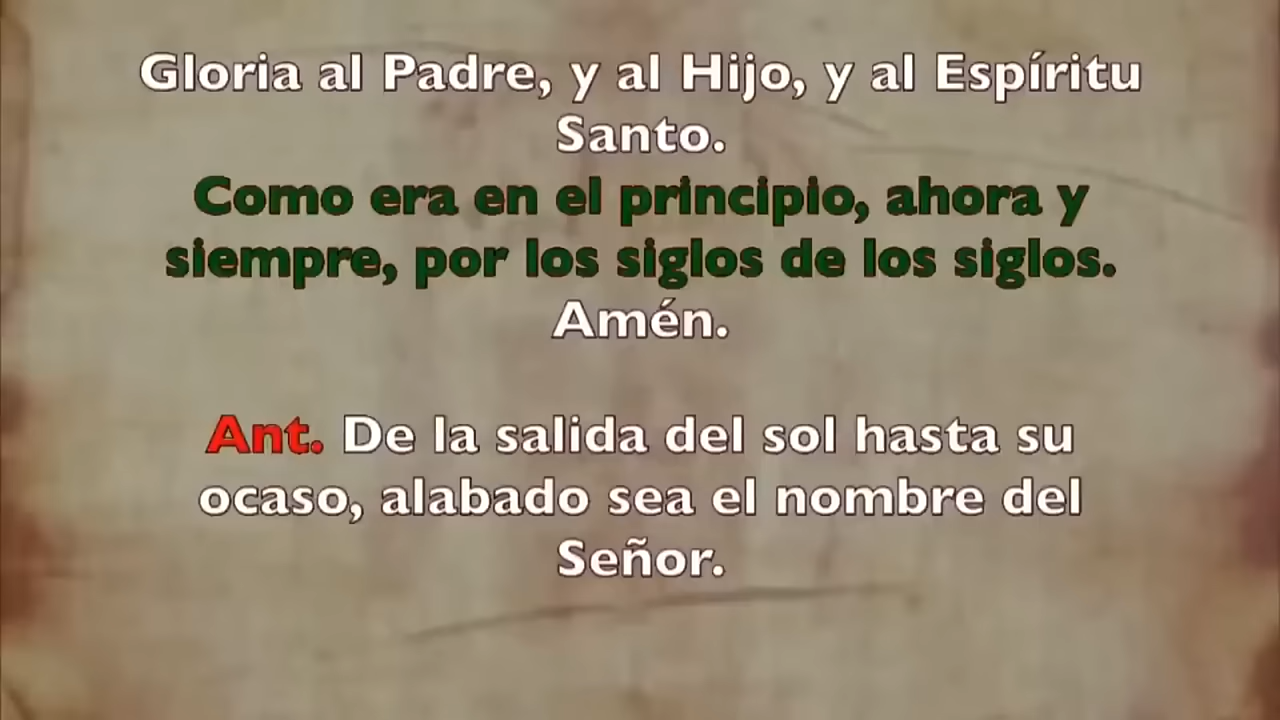 Gloria al Padre, y al Hijo, y al Espíritu
Santo.
Como era en el principio, ahora y
siempre, por los siglos de los siglos.
Amén.
Ant. De la salida del sol hasta su
ocaso, alabado sea el nombre del
Señor.